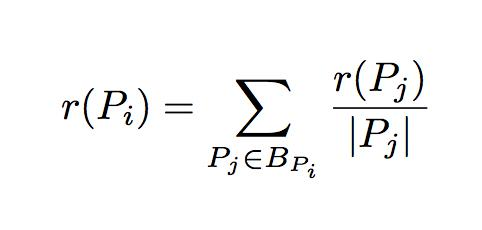 r(P_i) = \sum_{P_j \in B_{P_i}} \frac{r(P_j)}{|P_j|}